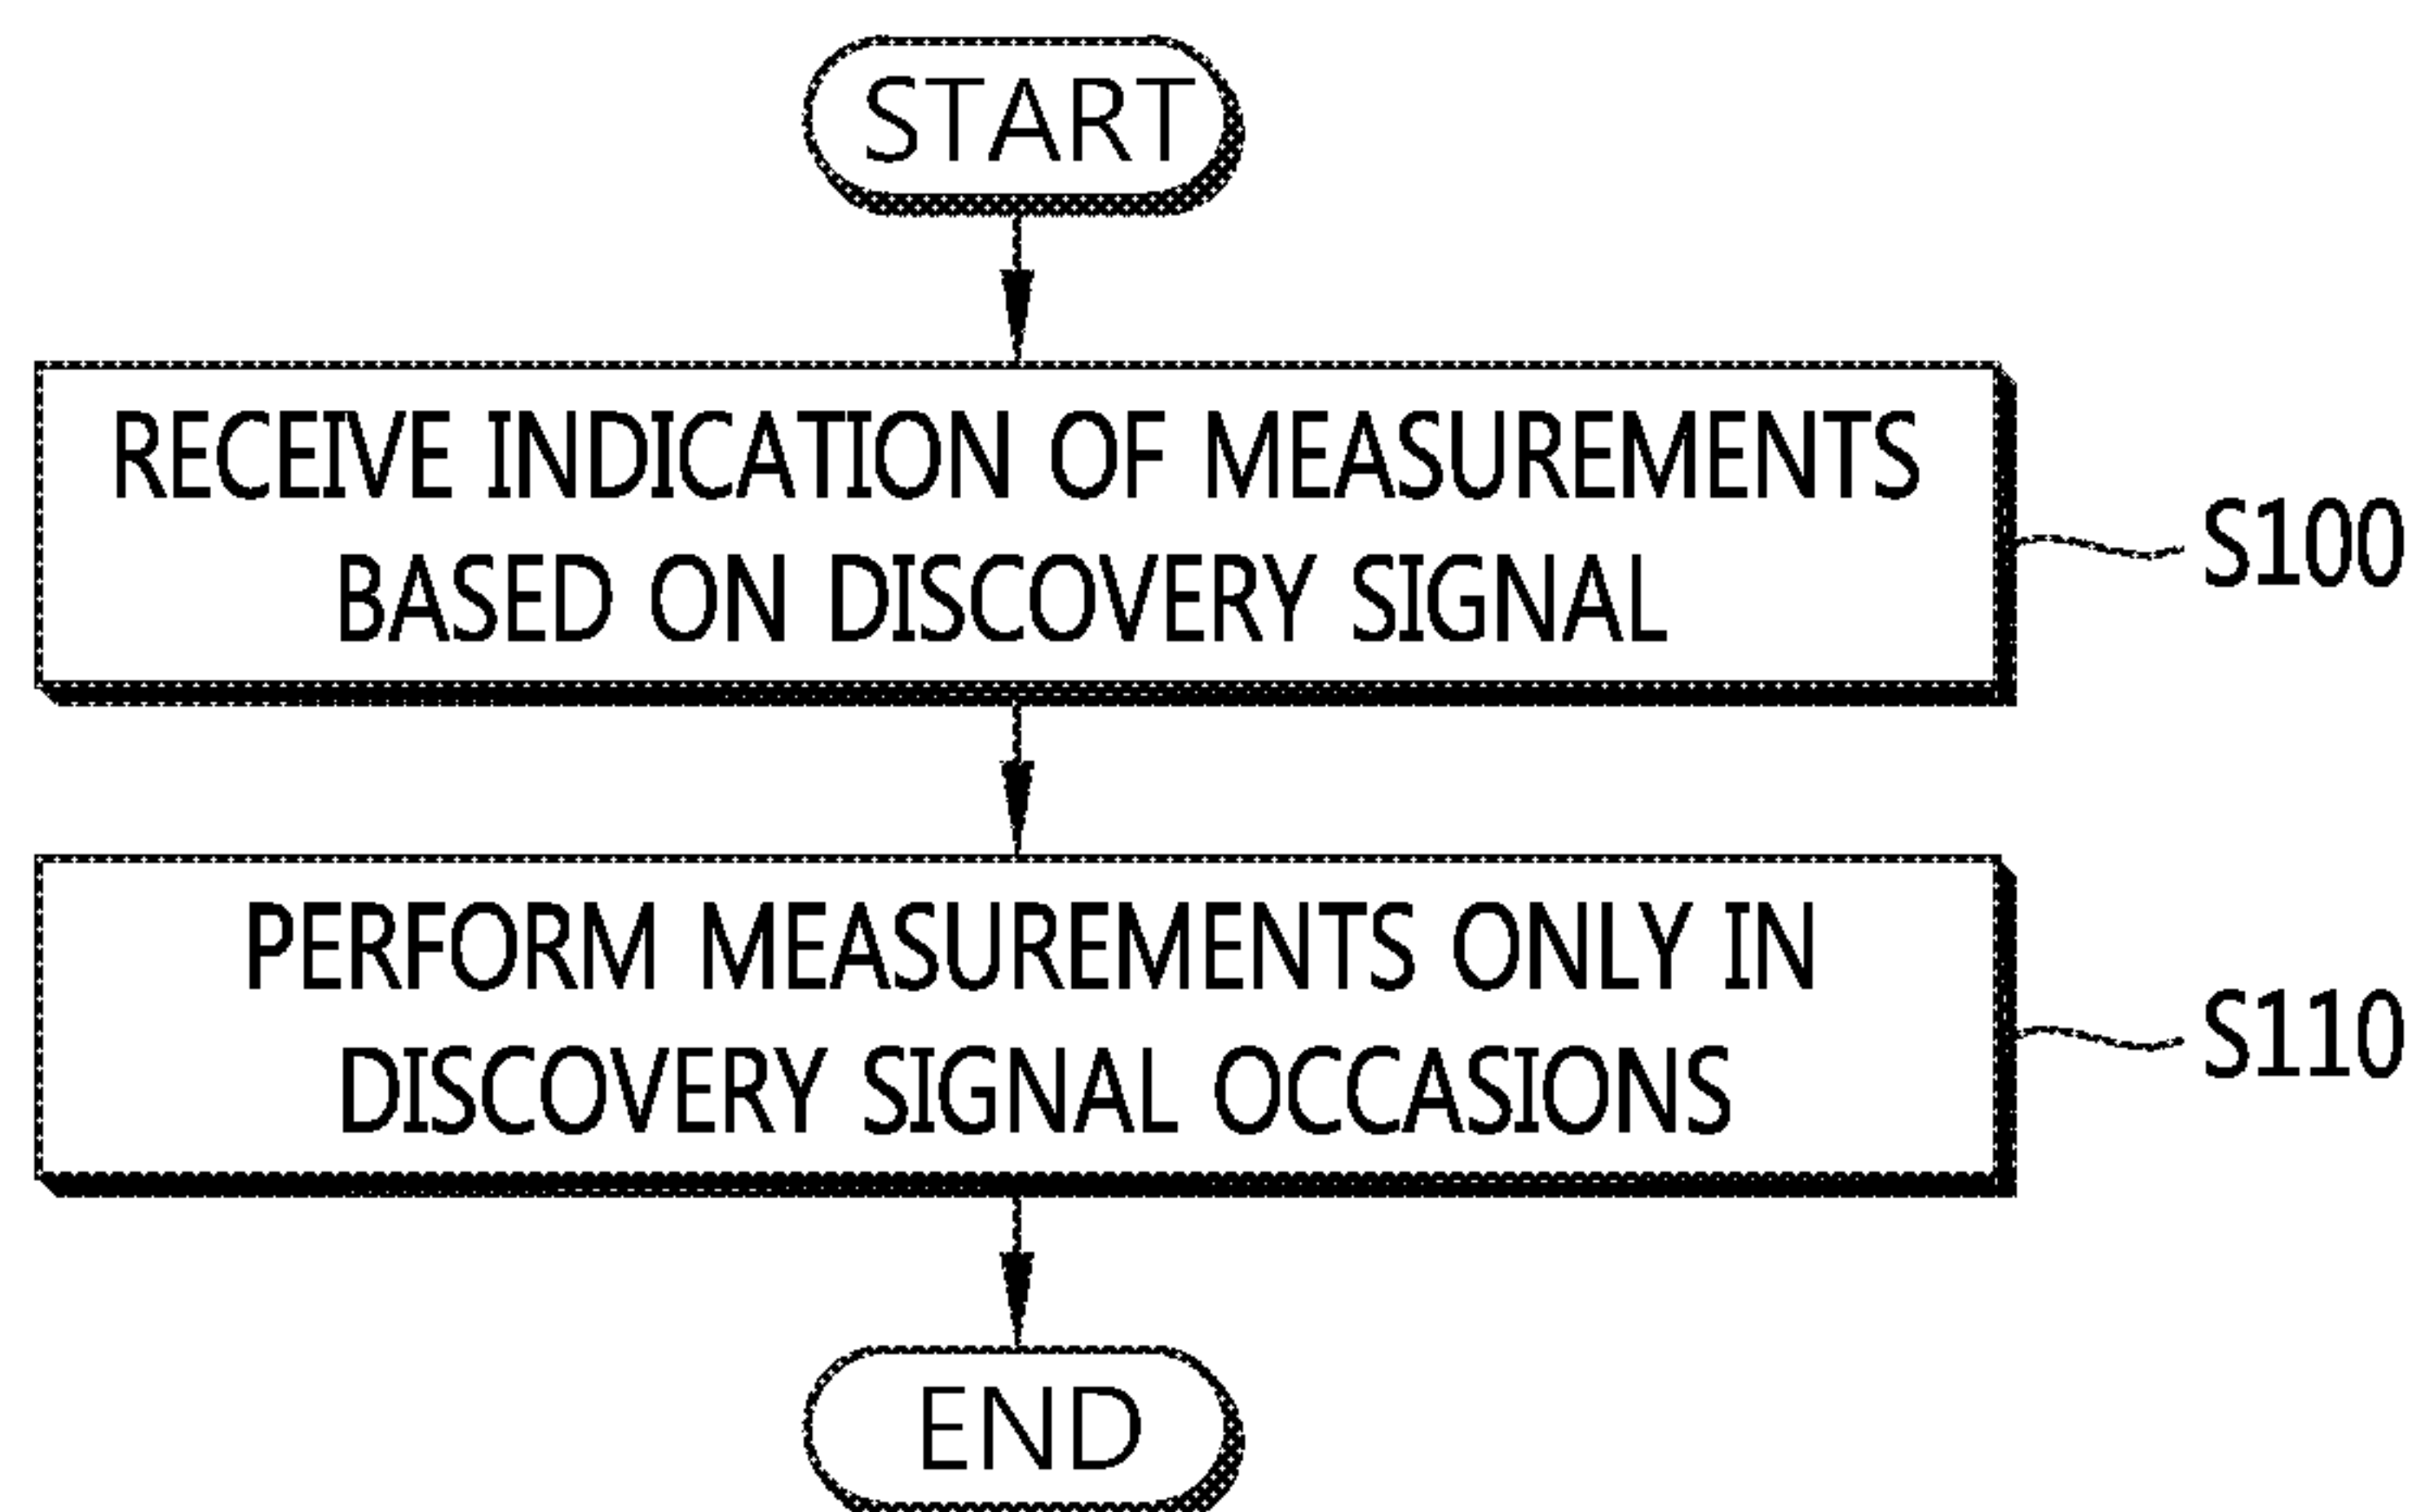 START
RECEIVE INDICATION OF MEASUREMENTS
BASED ON DISCOVERY SIGNAL
S100
PERFORM MEASUREMENTS ONLY IN
DISCOVERY SIGNAL OCCASIONS
S110
END